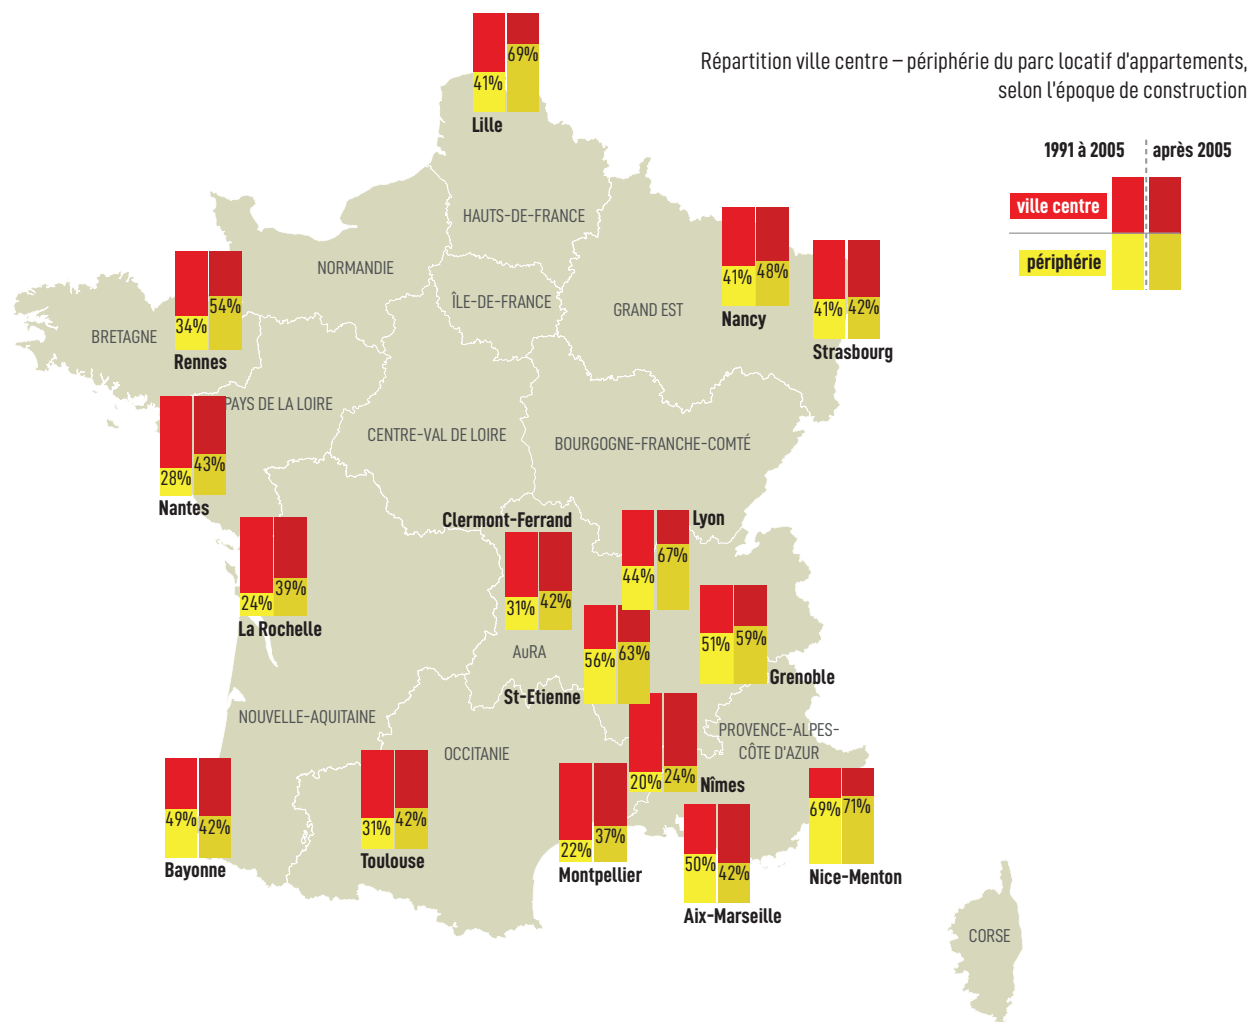 Répartition ville centre – périphérie du parc locatif d'appartements,
selon l'époque de construction
1991 à 2005
après 2005
ville centre
périphérie
41%
69%
Lille
HAUTS-DE-FRANCE
NORMANDIE
ÎLE-DE-FRANCE
GRAND EST
41%
48%
Nancy
41%
42%
Strasbourg
BRETAGNE
34%
54%
Rennes
PAYS DE LA LOIRE
28%
43%
Nantes
CENTRE-VAL DE LOIRE
BOURGOGNE-FRANCHE-COMTÉ
24%
39%
La Rochelle
Clermont-Ferrand
31%
42%
Lyon
44%
67%
AuRA
56%
63%
St-Etienne
51%
59%
Grenoble
NOUVELLE-AQUITAINE
OCCITANIE
PROVENCE-ALPES-
CÔTE D'AZUR
20%
24%
Nîmes
49%
42%
Bayonne
31%
42%
Toulouse
22%
37%
Montpellier
50%
42%
Aix-Marseille
69%
71%
Nice-Menton
CORSE